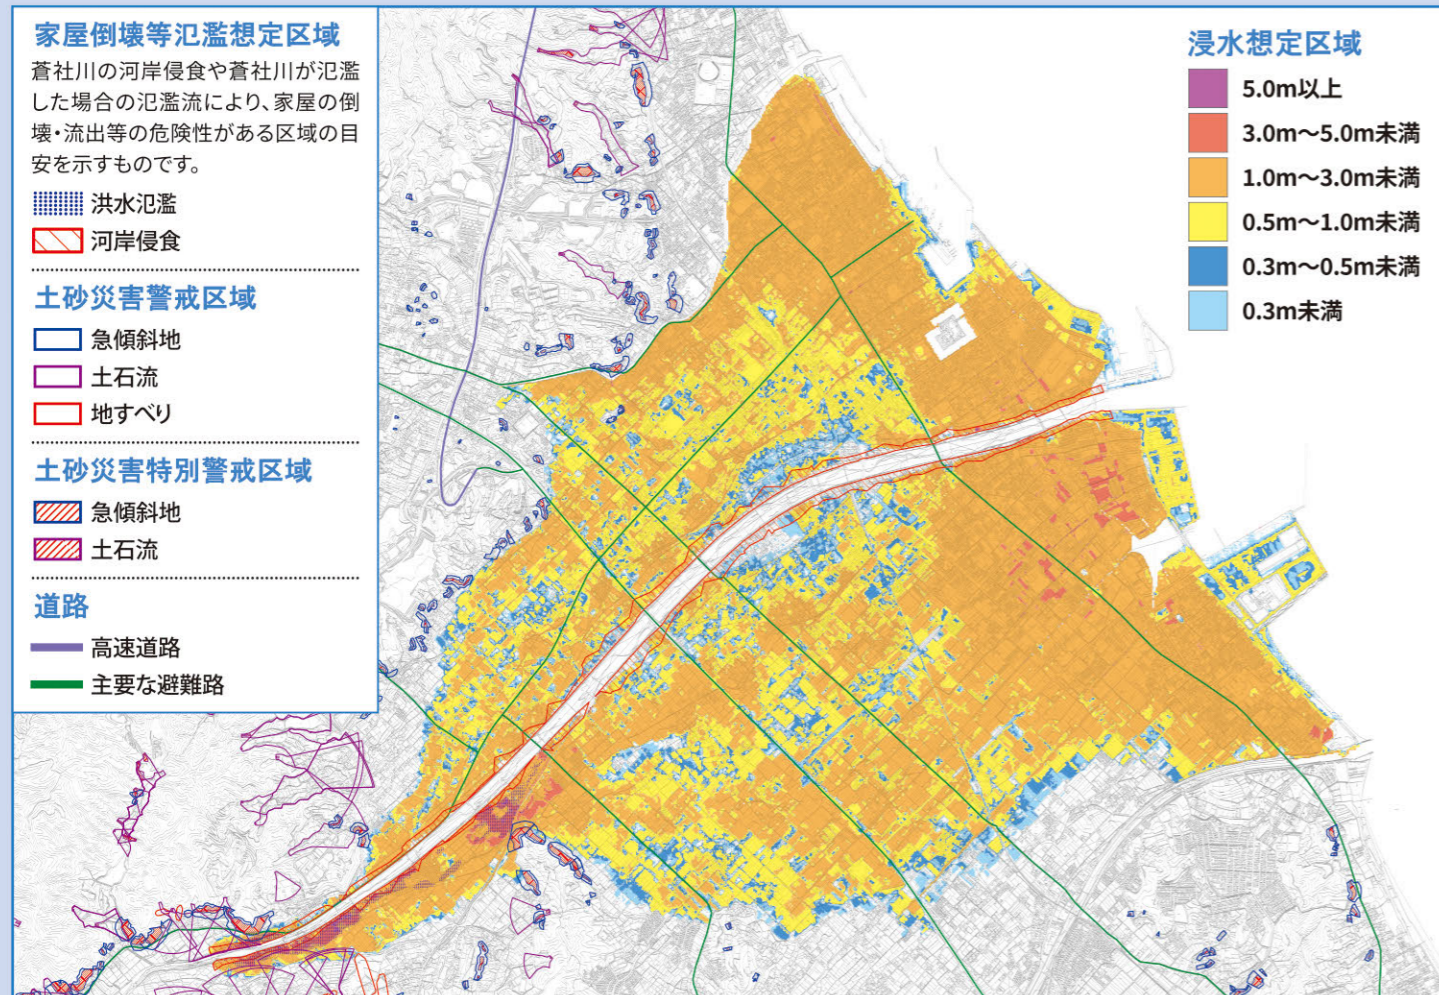 家屋倒壊等氾濫想定区域
蒼社川の河岸侵食や蒼社川が氾濫
した場合の氾濫流により、家屋の倒
壊・流出等の危険性がある区域の目
安を示すものです。
洪水氾濫
河岸侵食
土砂災害警戒区域
急傾斜地
土石流
地すべり
土砂災害特別警戒区域
急傾斜地
土石流
道路
高速道路
主要な避難路
浸水想定区域
5.0m以上
3.0m〜5.0m未満
1.0m〜3.0m未満
0.5m〜1.0m未満
0.3m〜0.5m未満
0.3m未満